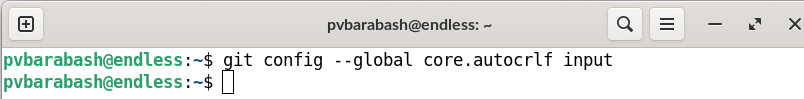 pvbarabash@endless: ~
pvbarabash@endless:~$ git config --global core.autocrlf input
pvbarabash@endless:~$